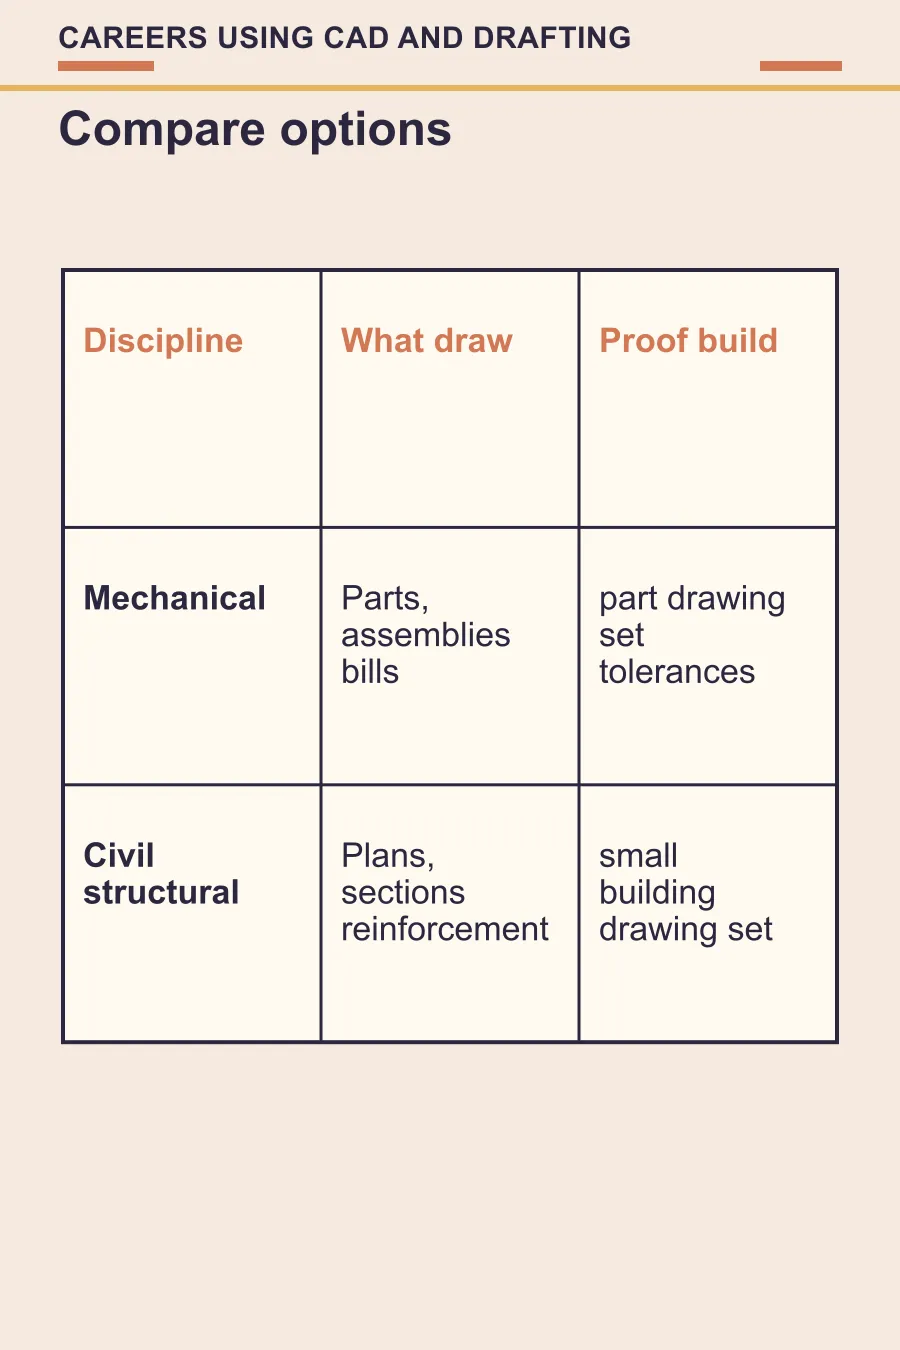 CAREERS USING CAD AND DRAFTING
Compare options
Discipline
What draw
Proof build
Mechanical
Parts,
assemblies
bills
part drawing
set
tolerances
Civil
structural
Plans,
sections
reinforcement
small
building
drawing set